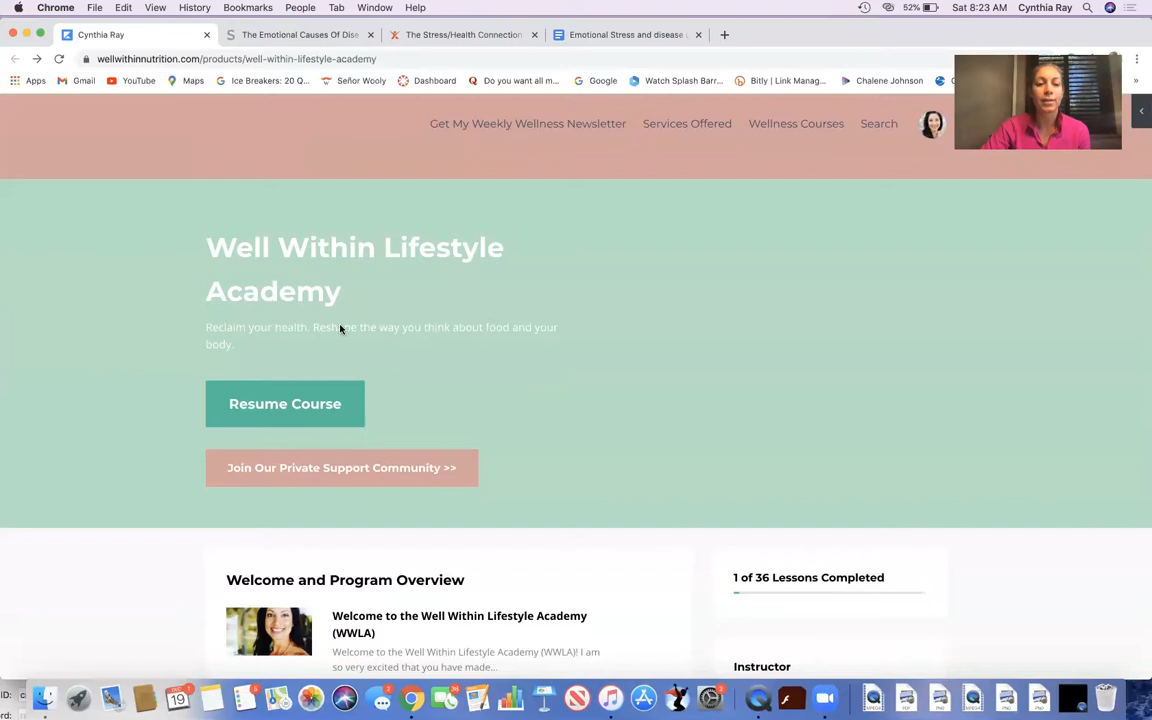 Chrome File Edit View History Bookmarks People Tab Window Help 52% Sat 8:23 AM Cynthia Ray
Cynthia Ray The Emotional Causes Of Dise The Stress/Health Connection Emotional Stress and disease
wellwithinnutrition.com/products/well-within-lifestyle-academy
Apps Gmail YouTube Maps Ice Breakers: 20 Q... Señor Wooly Dashboard Do you want all m... Google Watch Splash Barr... Bitly | Link Manag... Chalene Johnson »
Get My Weekly Wellness Newsletter Services Offered Wellness Courses Search
Well Within Lifestyle
Academy
Reclaim your health. Reshape the way you think about food and your
body.
Resume Course
Join Our Private Support Community >>
Welcome and Program Overview
Welcome to the Well Within Lifestyle Academy
(WWLA)
Welcome to the Well Within Lifestyle Academy (WWLA)! I am
so very excited that you have made...
1 of 36 Lessons Completed
Instructor
ID: